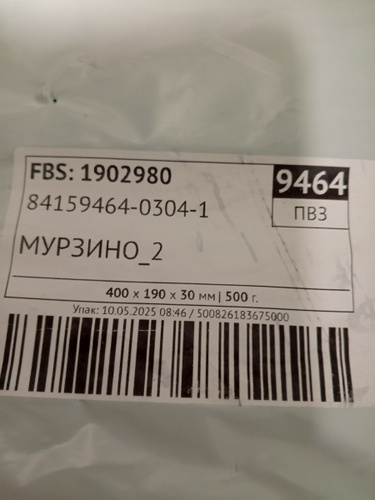 FBS: 1902980
9464
84159464-0304-1
ПВЗ
МУРЗИНО_2
400 x 190 x 30 мм | 500 г.
Упак: 10.05.2025 08:46 / 500826183675000